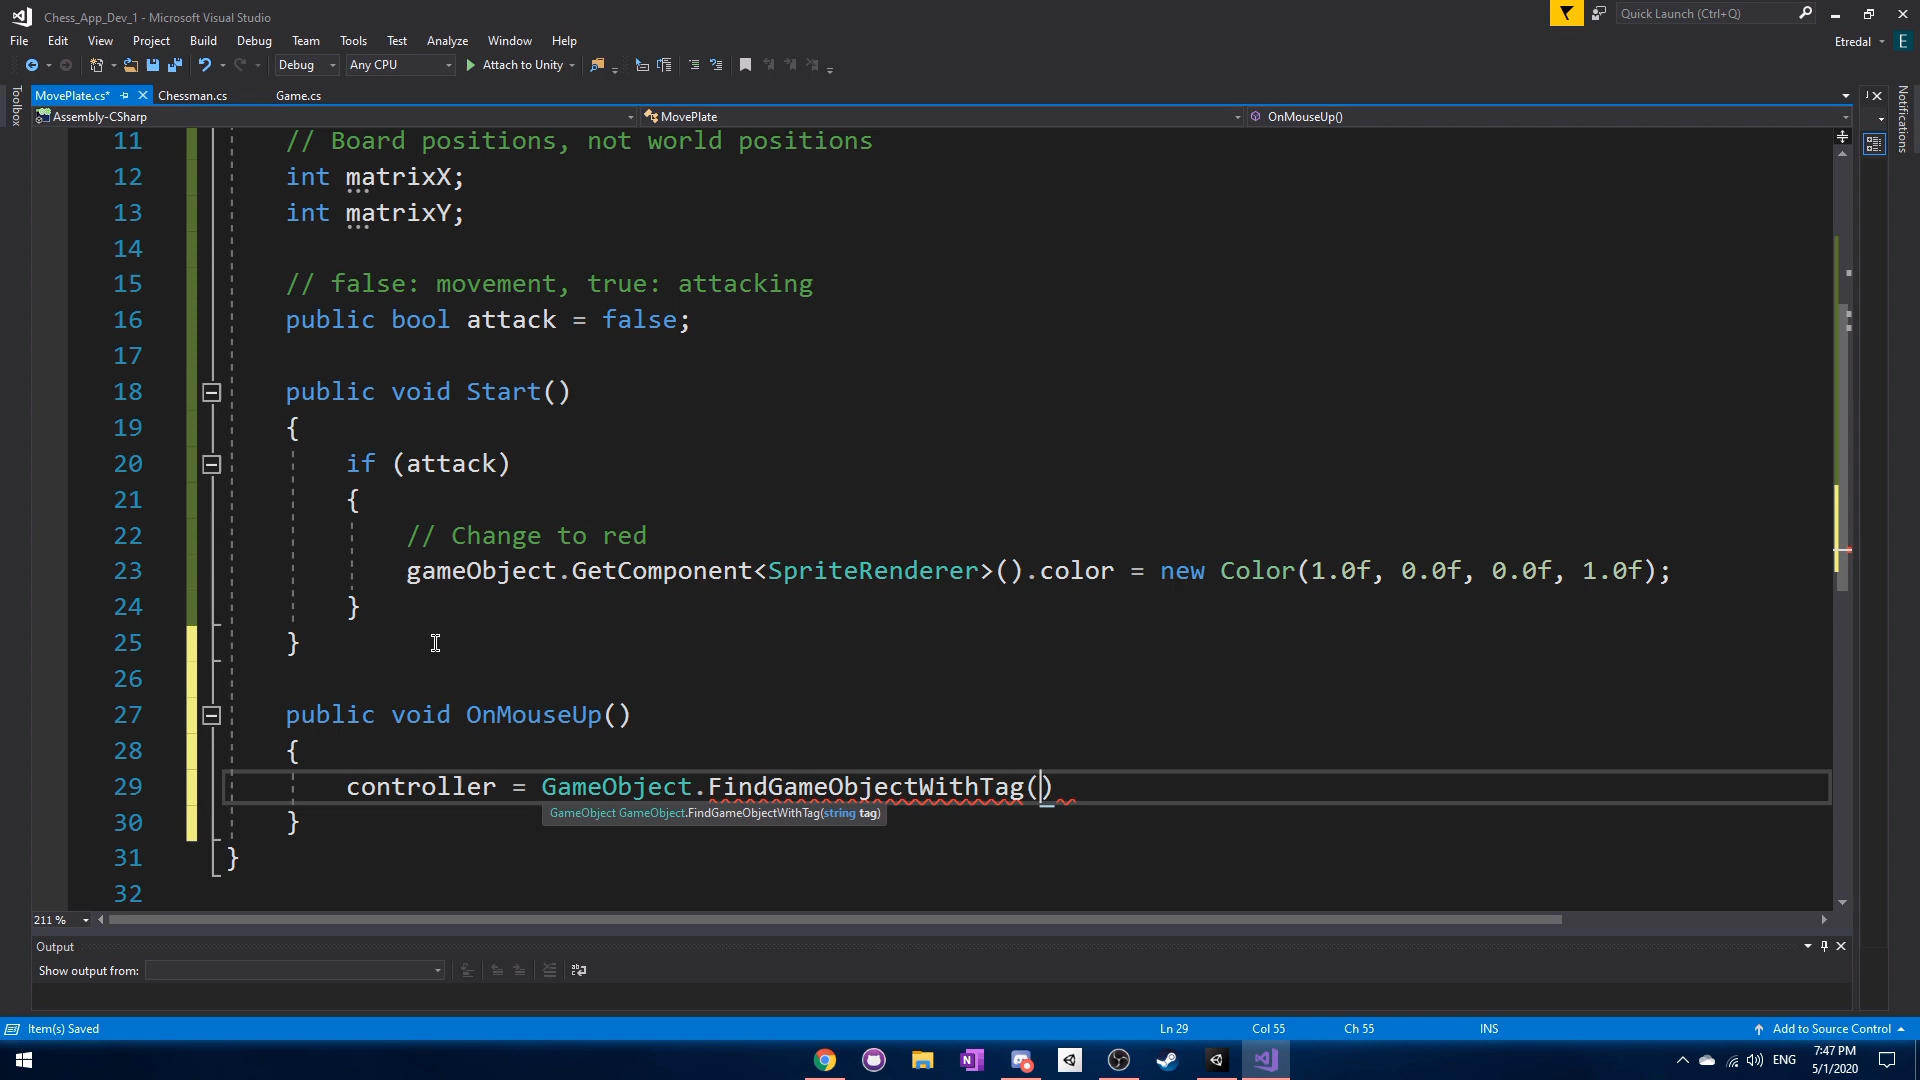 Chess_App_Dev_1 - Microsoft Visual Studio
Quick Launch (Ctrl+Q)
File Edit View Project Build Debug Team Tools Test Analyze Window Help
Etredal E
Debug Any CPU Attach to Unity
Toolbox
MovePlate.cs* Chessman.cs Game.cs
Notifications
Assembly-CSharp MovePlate OnMouseUp()
11 // Board positions, not world positions
12 int matrixX;
13 int matrixY;
14
15 // false: movement, true: attacking
16 public bool attack = false;
17
18 public void Start()
19 {
20 if (attack)
21 {
22 // Change to red
23 gameObject.GetComponent<SpriteRenderer>().color = new Color(1.0f, 0.0f, 0.0f, 1.0f);
24 }
25 }
26
27 public void OnMouseUp()
28 {
29 controller = GameObject.FindGameObjectWithTag()
GameObject GameObject.FindGameObjectWithTag(string tag)
30 }
31 }
32
211 %
Output
Show output from:
Item(s) Saved Ln 29 Col 55 Ch 55 INS Add to Source Control
ENG 7:47 PM
5/1/2020